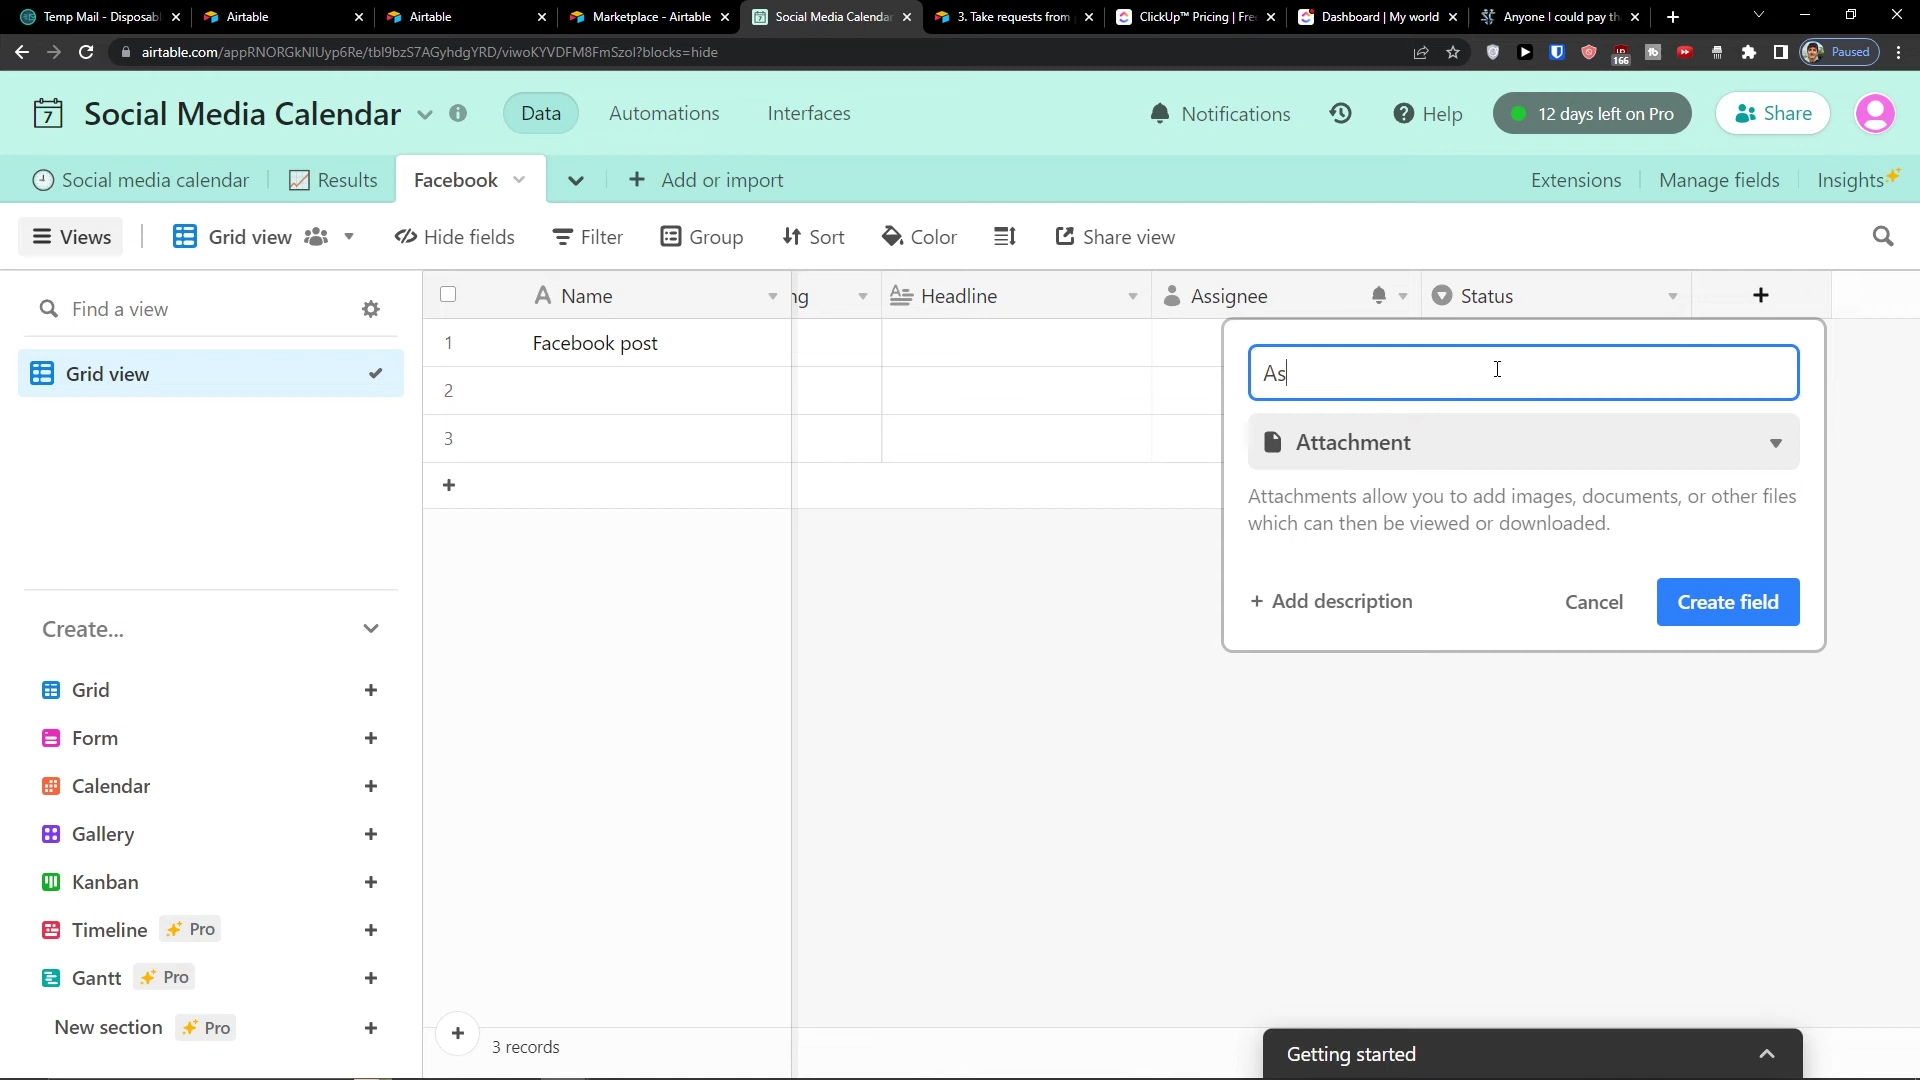 Temp Mail - Disposabl
Airtable
Airtable
Marketplace - Airtable
Social Media Calendar
3. Take requests from
ClickUp™ Pricing | Fre
Dashboard | My world
Anyone I could pay th
airtable.com/appRNORGkNlUyp6Re/tbl9bzS7AGyhdgYRD/viwoKYVDFM8FmSzol?blocks=hide
166
Paused
7
Social Media Calendar
Data
Automations
Interfaces
Notifications
Help
12 days left on Pro
Share
Social media calendar
Results
Facebook
Add or import
Extensions
Manage fields
Insights
Views
Grid view
Hide fields
Filter
Group
Sort
Color
Share view
Find a view
Name
ng
Headline
Assignee
Status
1
Facebook post
2
3
Grid view
As
Attachment
Attachments allow you to add images, documents, or other files
which can then be viewed or downloaded.
+ Add description
Cancel
Create field
Create...
Grid
Form
Calendar
Gallery
Kanban
Timeline
Pro
Gantt
Pro
New section
Pro
3 records
Getting started